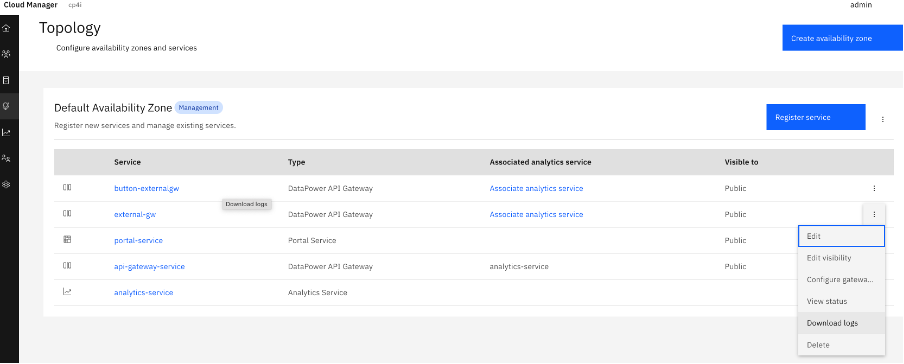 Cloud Manager cp4i admin
Topology
Configure availability zones and services
Create availability zone
Default Availability Zone Management
Register new services and manage existing services.
Register service
Service Type Associated analytics service Visible to
button-external.gw DataPower API Gateway Associate analytics service Public
Download logs
external-gw DataPower API Gateway Associate analytics service Public
portal-service Portal Service Public
api-gateway-service DataPower API Gateway analytics-service Public
analytics-service Analytics Service
Edit
Edit visibility
Configure gatewa...
View status
Download logs
Delete